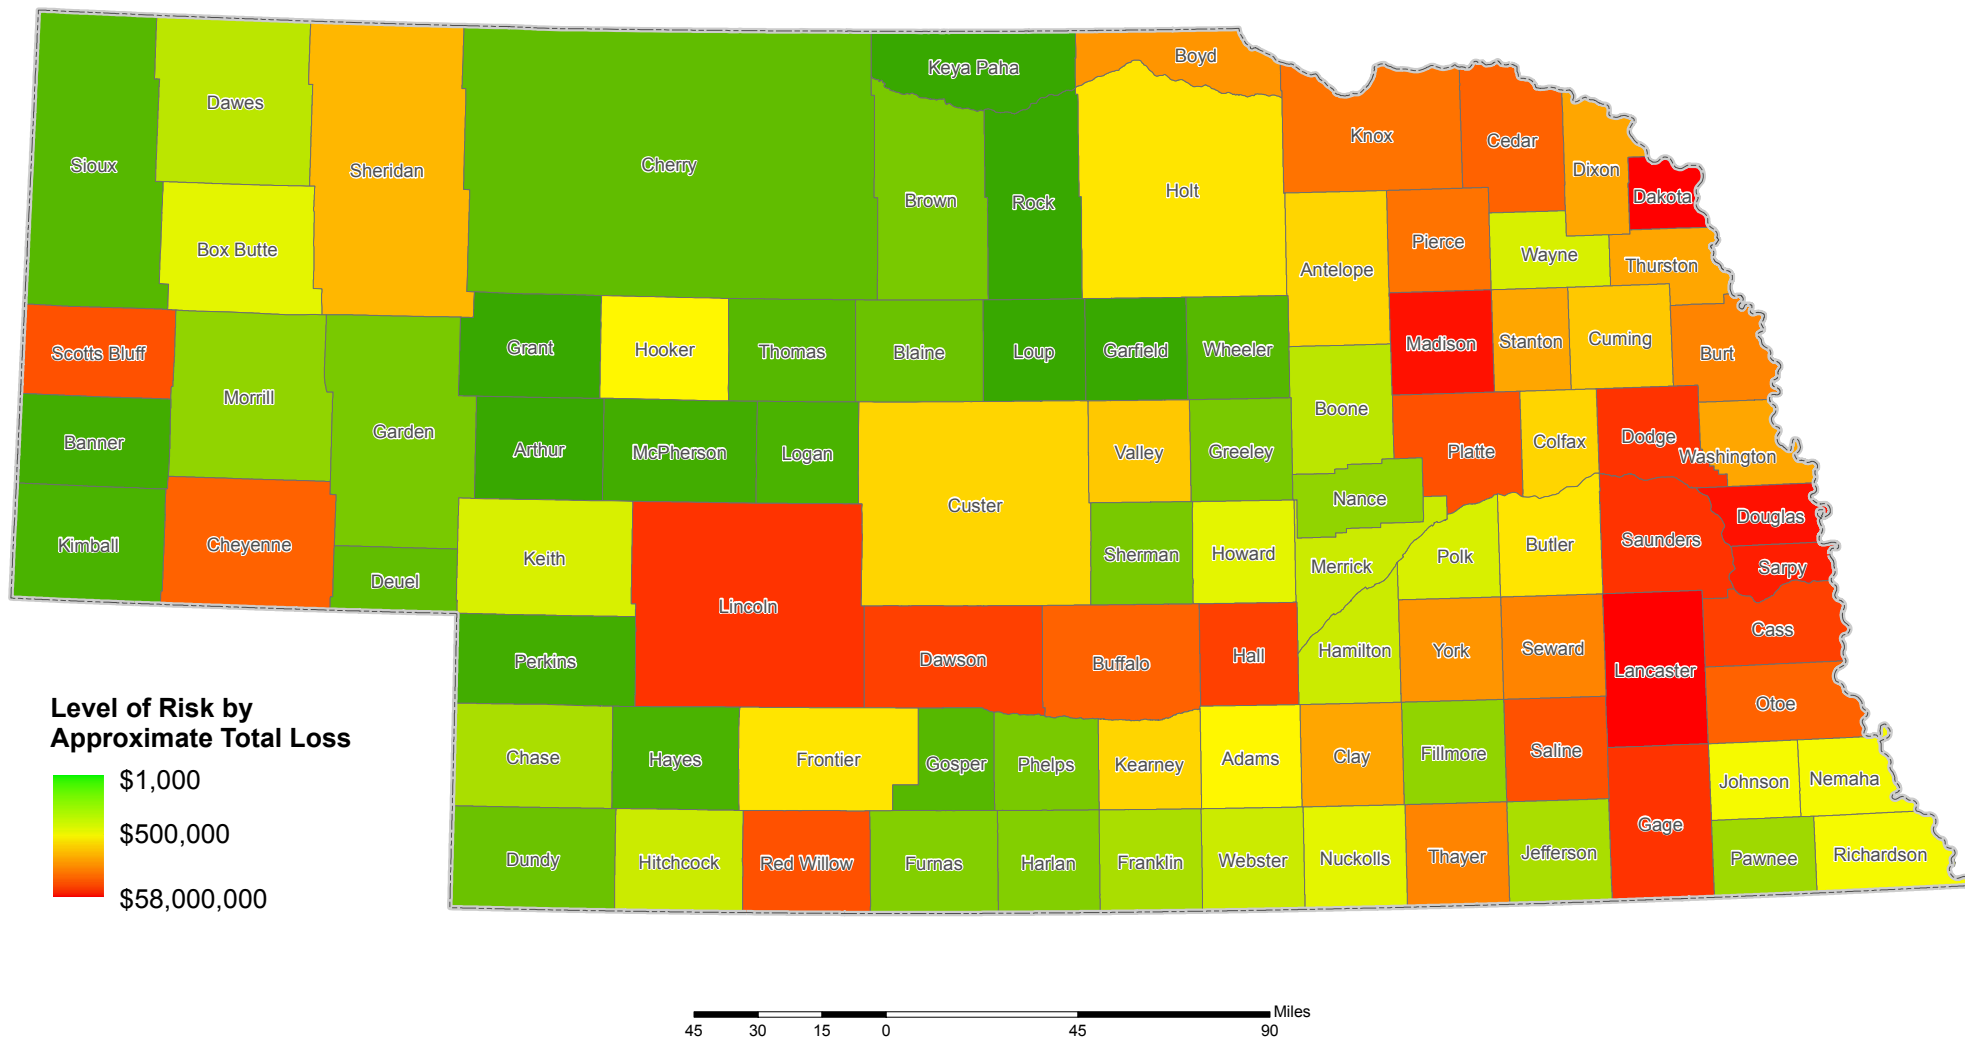 Boyd
Keya Paha
Dawes
Knox
Cedar
Sioux
Sheridan
Cherry
Dixon
Holt
Dakota
Brown
Rock
Pierce
Box Butte
Wayne
Antelope
Thurston
Scotts Bluff
Grant
Hooker
Thomas
Blaine
Loup
Garfield
Wheeler
Madison
Stanton
Cuming
Burt
Morrill
Boone
Garden
Banner
Arthur
McPherson
Logan
Valley
Greeley
Platte
Colfax
Dodge
Washington
Custer
Nance
Douglas
Kimball
Cheyenne
Keith
Sherman
Howard
Merrick
Polk
Butler
Saunders
Sarpy
Deuel
Lincoln
Cass
Perkins
Dawson
Buffalo
Hall
Hamilton
York
Seward
Lancaster
Otoe
Chase
Hayes
Frontier
Gosper
Phelps
Kearney
Adams
Clay
Fillmore
Saline
Johnson
Nemaha
Gage
Dundy
Hitchcock
Red Willow
Furnas
Harlan
Franklin
Webster
Nuckolls
Thayer
Jefferson
Pawnee
Richardson
Level of Risk by
Approximate Total Loss
$1,000
$500,000
$58,000,000
Miles
45 30 15 0 45 90